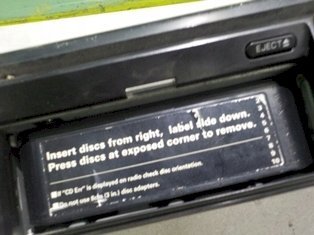 EJECT
Insert discs from right, label side down.
Press discs at exposed corner to remove.
If "CD Err" is displayed on radio check disc orientation.
Do not use 8cm (3 in.) disc adapters.